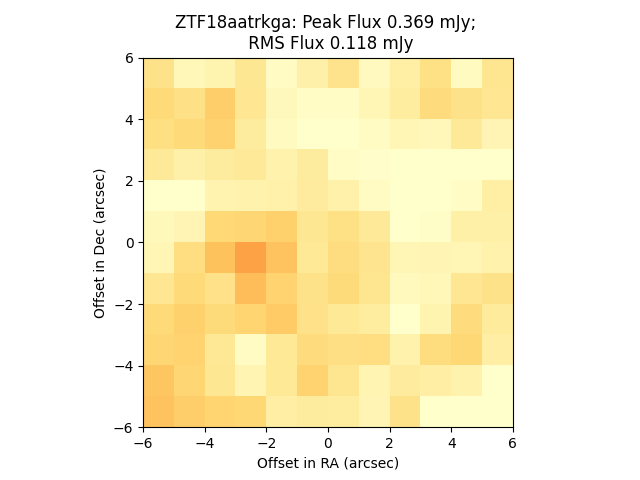 ZTF18aatrkga: Peak Flux 0.369 mJy;
RMS Flux 0.118 mJy
6
4
2
0
−2
−4
−6
Offset in Dec (arcsec)
−6 −4 −2 0 2 4 6
Offset in RA (arcsec)